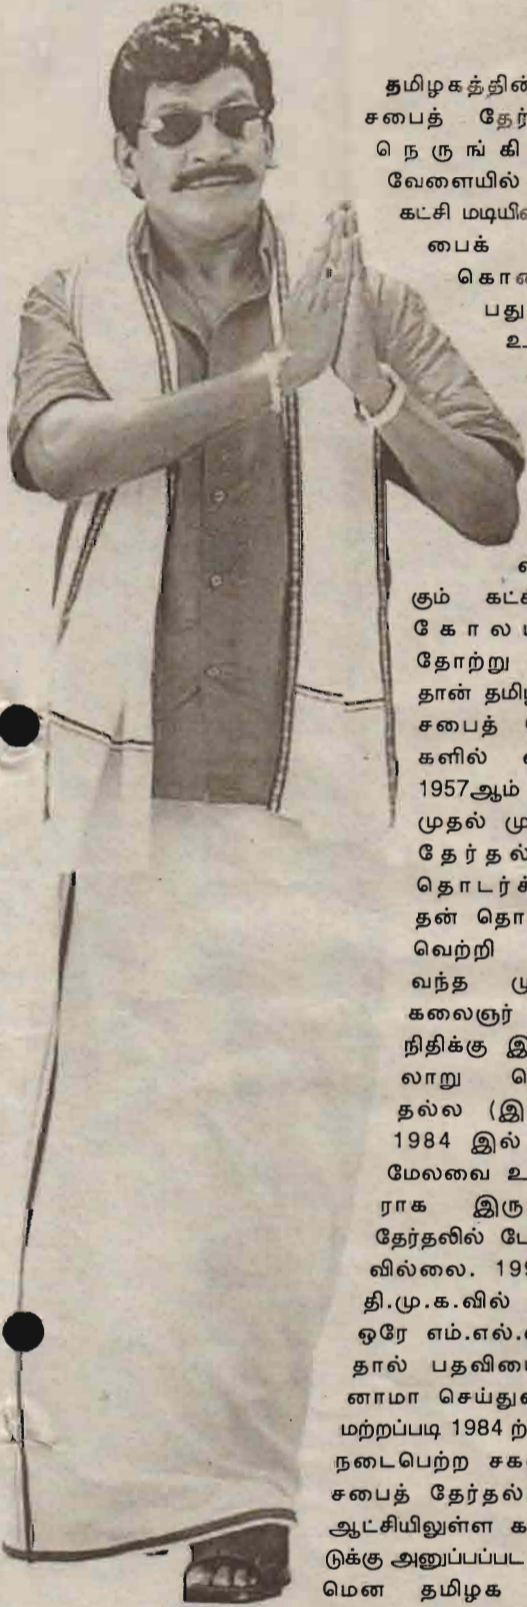 தமிழகத்தின்
சபைத் தேர்
நெருங்கி
வேளையில்
கட்சி மடியி
பைக்
கொ
பது
உ
கும் கட்
கோல
தோற்று
தான் தமி
சபைத்
களில்
1957ஆம்
முதல் மு
தேர்தல்
தொடர்ச்
தன் தொ
வெற்றி
வந்த மு
கலைஞர்
நிதிக்கு இ
லாறு
தல்ல (இ
1984 இல்
மேலவை உ
ராக இரு
தேர்தலில் போ
வில்லை. 199
தி.மு.க.வில்
ஒரே எம்.எல்.
தால் பதவியை
னாமா செய்து
மற்றப்படி 1984 ற்
நடைபெற்ற சக
சபைத் தேர்தல்
ஆட்சியிலுள்ள க
டுக்கு அனுப்பப்பட
மென தமிழக